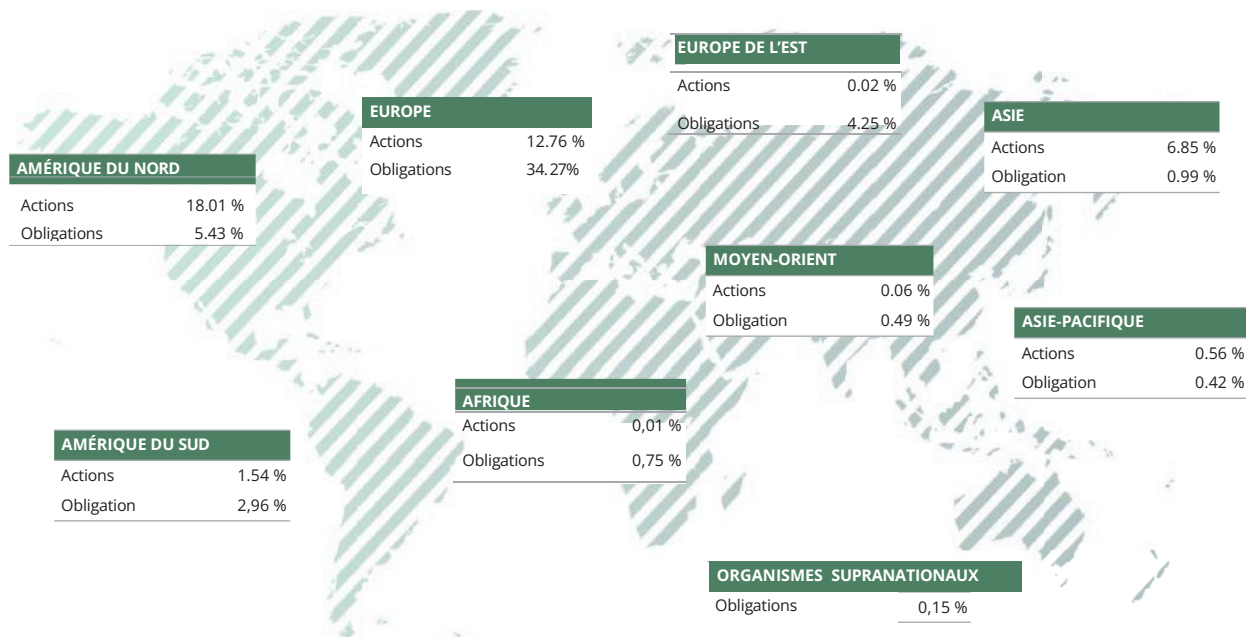 EUROPE DE L'EST
Actions 0.02 %
Obligations 4.25 %
EUROPE
Actions 12.76 %
Obligations 34.27%
ASIE
Actions 6.85 %
Obligation 0.99 %
AMÉRIQUE DU NORD
Actions 18.01 %
Obligations 5.43 %
MOYEN-ORIENT
Actions 0.06 %
Obligation 0.49 %
ASIE-PACIFIQUE
Actions 0.56 %
Obligation 0.42 %
AFRIQUE
Actions 0,01 %
Obligations 0,75 %
AMÉRIQUE DU SUD
Actions 1.54 %
Obligation 2,96 %
ORGANISMES SUPRANATIONAUX
Obligations 0,15 %